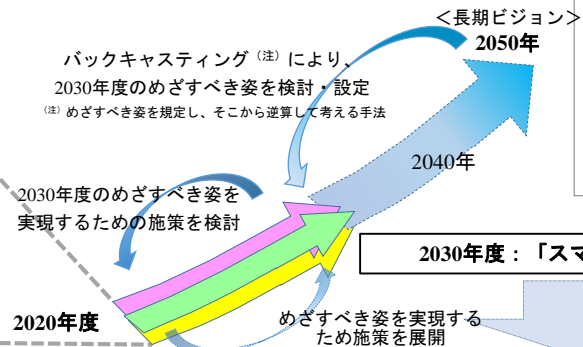 ＜長期ビジョン＞
2050年
バックキャスティング（注）により、
2030年度のめざすべき姿を検討・設定
（注）めざすべき姿を規定し、そこから逆算して考える手法
2040年
2030年度のめざすべき姿を
実現するための施策を検討
2030年度：「スマ
2020年度
めざすべき姿を実現する
ため施策を展開